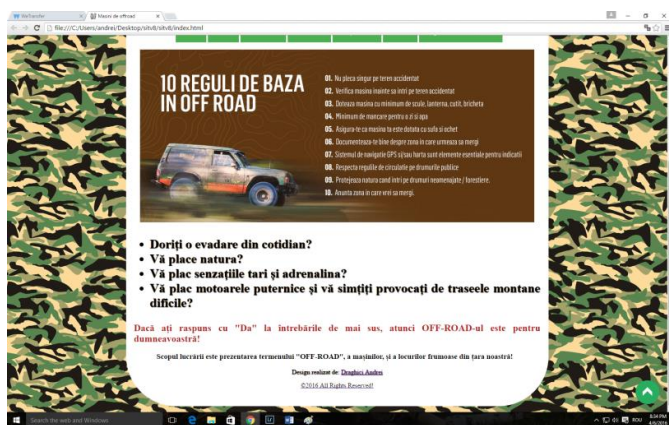 WeTransfer
Masini de offroad
file:///C:/Users/andrei/Desktop/sitv8/sitv8/index.html
10 REGULI DE BAZA
IN OFF ROAD
01. Nu pleca singur pe teren accidentat
02. Verifica masina inainte sa intri pe teren accidentat
03. Doteaza masina cu minimum de scule, lanterna, cutit, bricheta
04. Minimum de mancare pentru o zi si apa
05. Asigura-te ca masina ta este dotata cu sufa si ochet
06. Documenteaza-te bine despre zona in care urmeaza sa mergi
07. Sistemul de navigatie GPS si/sau harta sunt elemente esentiale pentru indicatii
08. Respecta regulile de circulatie pe drumurile publice
09. Protejeaza natura cand intri pe drumuri neamenajate / forestiere.
10. Anunta zona in care vrei sa mergi.
• Doriți o evadare din cotidian?
• Vă place natura?
• Vă plac senzațiile tari și adrenalina?
• Vă plac motoarele puternice și vă simțiți provocați de traseele montane
dificile?
Dacă ați raspuns cu "Da" la întrebările de mai sus, atunci OFF-ROAD-ul este pentru
dumneavoastră!
Scopul lucrării este prezentarea termenului "OFF-ROAD", a mașinilor, și a locurilor frumoase din țara noastră!
Design realizat de: Draghici Andrei
©2016 All Rights Reserved!
Search the web and Windows
ROU
8:34 PM